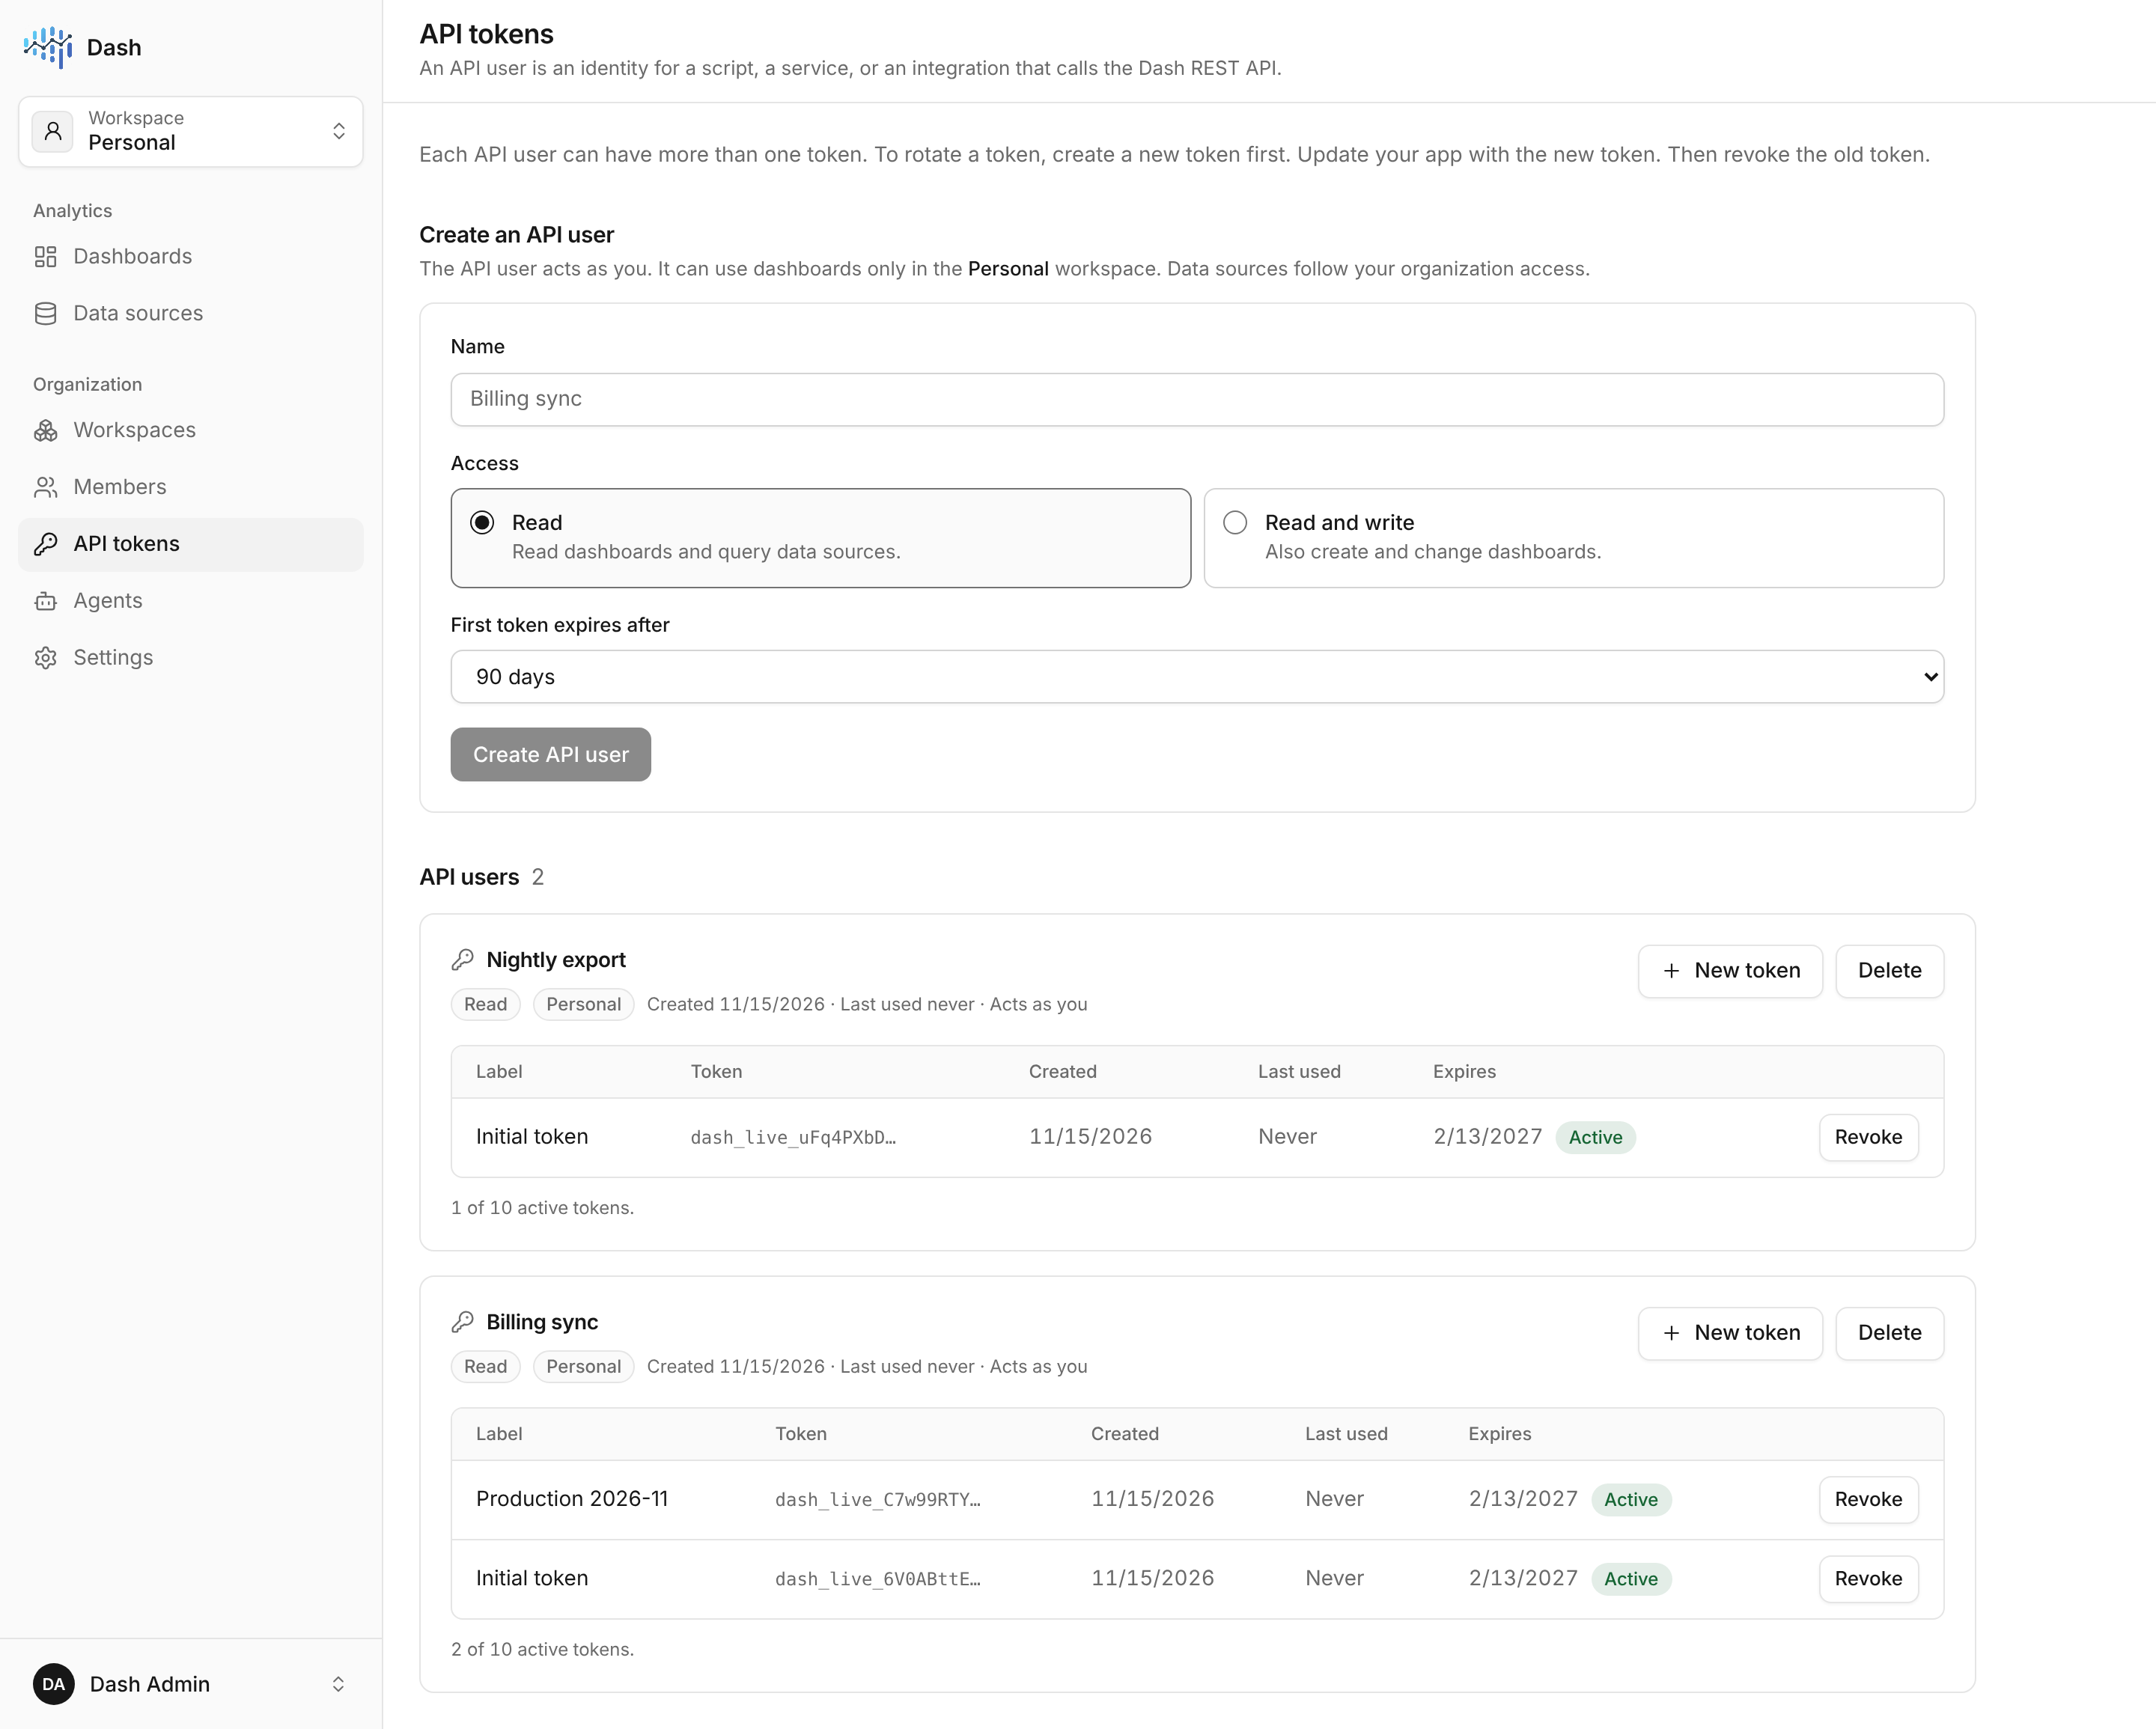 Dash
Workspace
Personal
Analytics
Dashboards
Data sources
Organization
Workspaces
Members
API tokens
Agents
Settings
DA Dash Admin
API tokens
An API user is an identity for a script, a service, or an integration that calls the Dash REST API.
Each API user can have more than one token. To rotate a token, create a new token first. Update your app with the new token. Then revoke the old token.
Create an API user
The API user acts as you. It can use dashboards only in the Personal workspace. Data sources follow your organization access.
Name
Billing sync
Access
Read
Read dashboards and query data sources.
Read and write
Also create and change dashboards.
First token expires after
90 days
Create API user
API users 2
Nightly export
+ New token Delete
Read Personal Created 11/15/2026 · Last used never · Acts as you
Label Token Created Last used Expires
Initial token dash_live_uFq4PXbD… 11/15/2026 Never 2/13/2027 Active Revoke
1 of 10 active tokens.
Billing sync
+ New token Delete
Read Personal Created 11/15/2026 · Last used never · Acts as you
Label Token Created Last used Expires
Production 2026-11 dash_live_C7w99RTY… 11/15/2026 Never 2/13/2027 Active Revoke
Initial token dash_live_6V0ABttE… 11/15/2026 Never 2/13/2027 Active Revoke
2 of 10 active tokens.